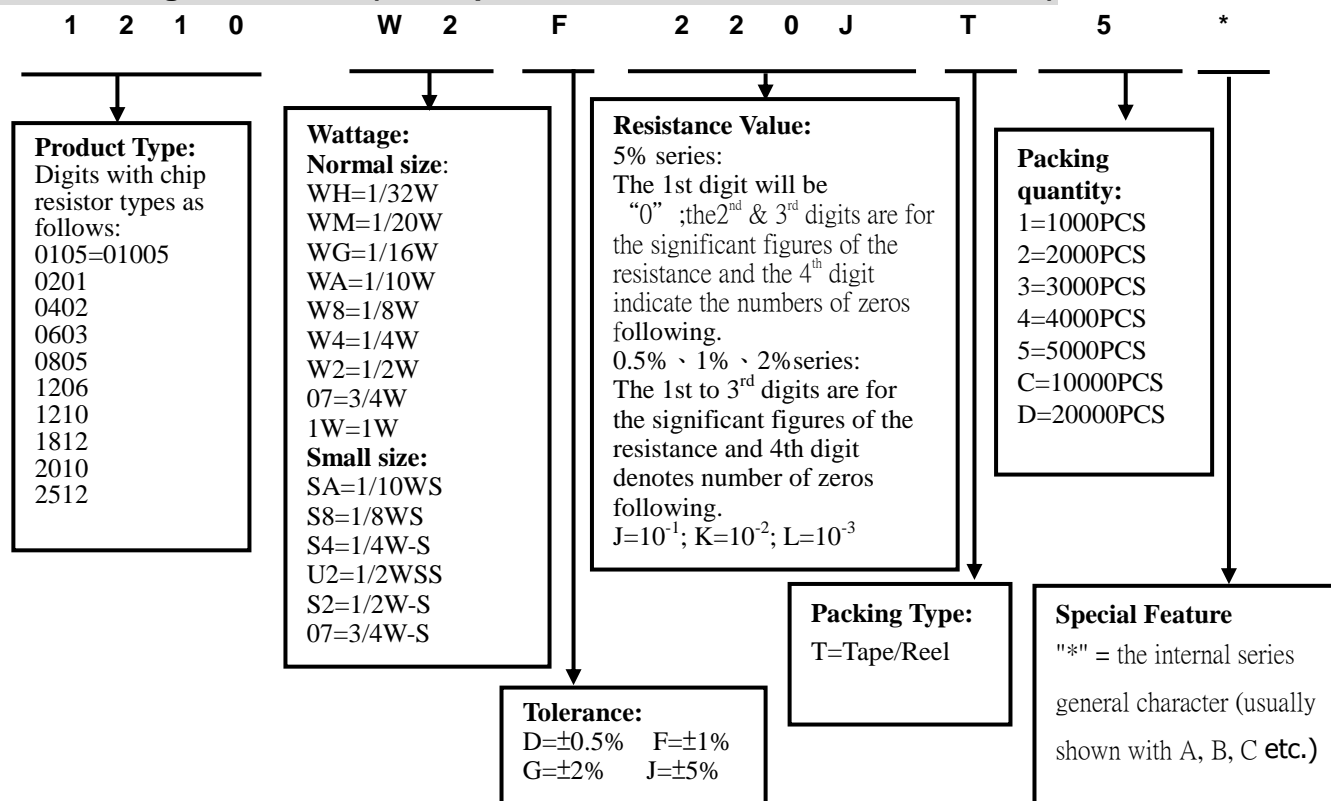 1 2 1 0 W 2 F 2 2 0 J T 5 *
Product Type:
Digits with chip
resistor types as
follows:
0105=01005
0201
0402
0603
0805
1206
1210
1812
2010
2512
Wattage:
Normal size:
WH=1/32W
WM=1/20W
WG=1/16W
WA=1/10W
W8=1/8W
W4=1/4W
W2=1/2W
07=3/4W
1W=1W
Small size:
SA=1/10WS
S8=1/8WS
S4=1/4W-S
U2=1/2WSS
S2=1/2W-S
07=3/4W-S
Tolerance:
D=±0.5% F=±1%
G=±2% J=±5%
Resistance Value:
5% series:
The 1st digit will be
“0” ;the2nd & 3rd digits are for
the significant figures of the
resistance and the 4th digit
indicate the numbers of zeros
following.
0.5%、1%、2%series:
The 1st to 3rd digits are for
the significant figures of the
resistance and 4th digit
denotes number of zeros
following.
J=10-1; K=10-2; L=10-3
Packing Type:
T=Tape/Reel
Packing
quantity:
1=1000PCS
2=2000PCS
3=3000PCS
4=4000PCS
5=5000PCS
C=10000PCS
D=20000PCS
Special Feature
"*" = the internal series
general character (usually
shown with A, B, C etc.)